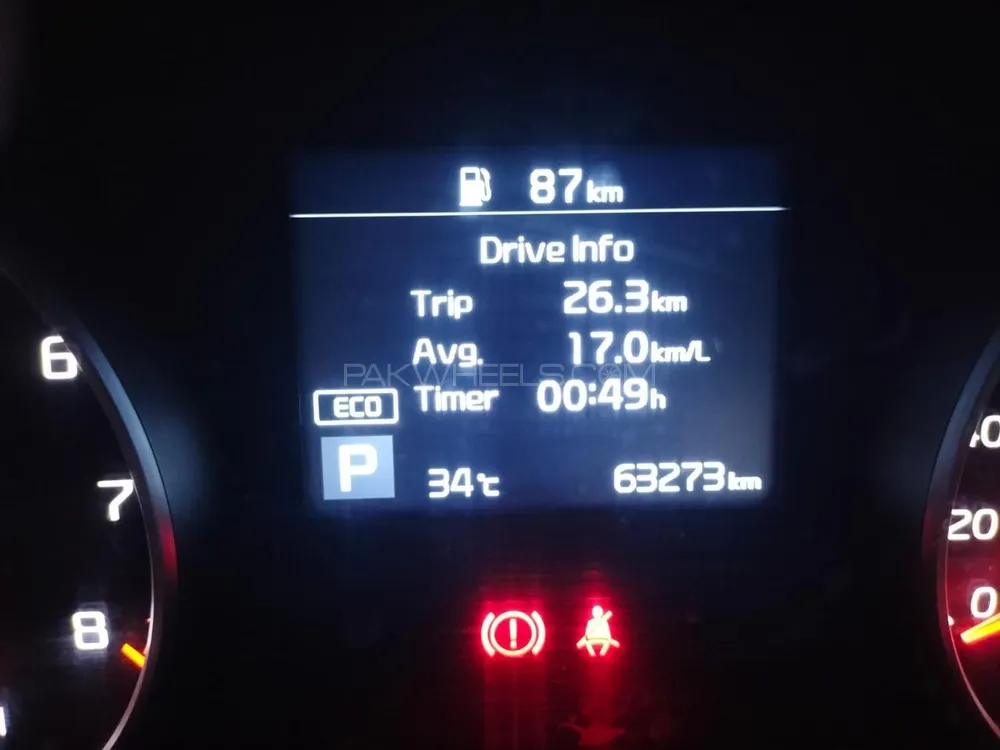 87km
Drive Info
Trip 26.3km
Avg. 17.0km/L
PAKWHEELS.COM
ECO Timer 00:49h
P 34°c 63273km
6
7
8
20
0